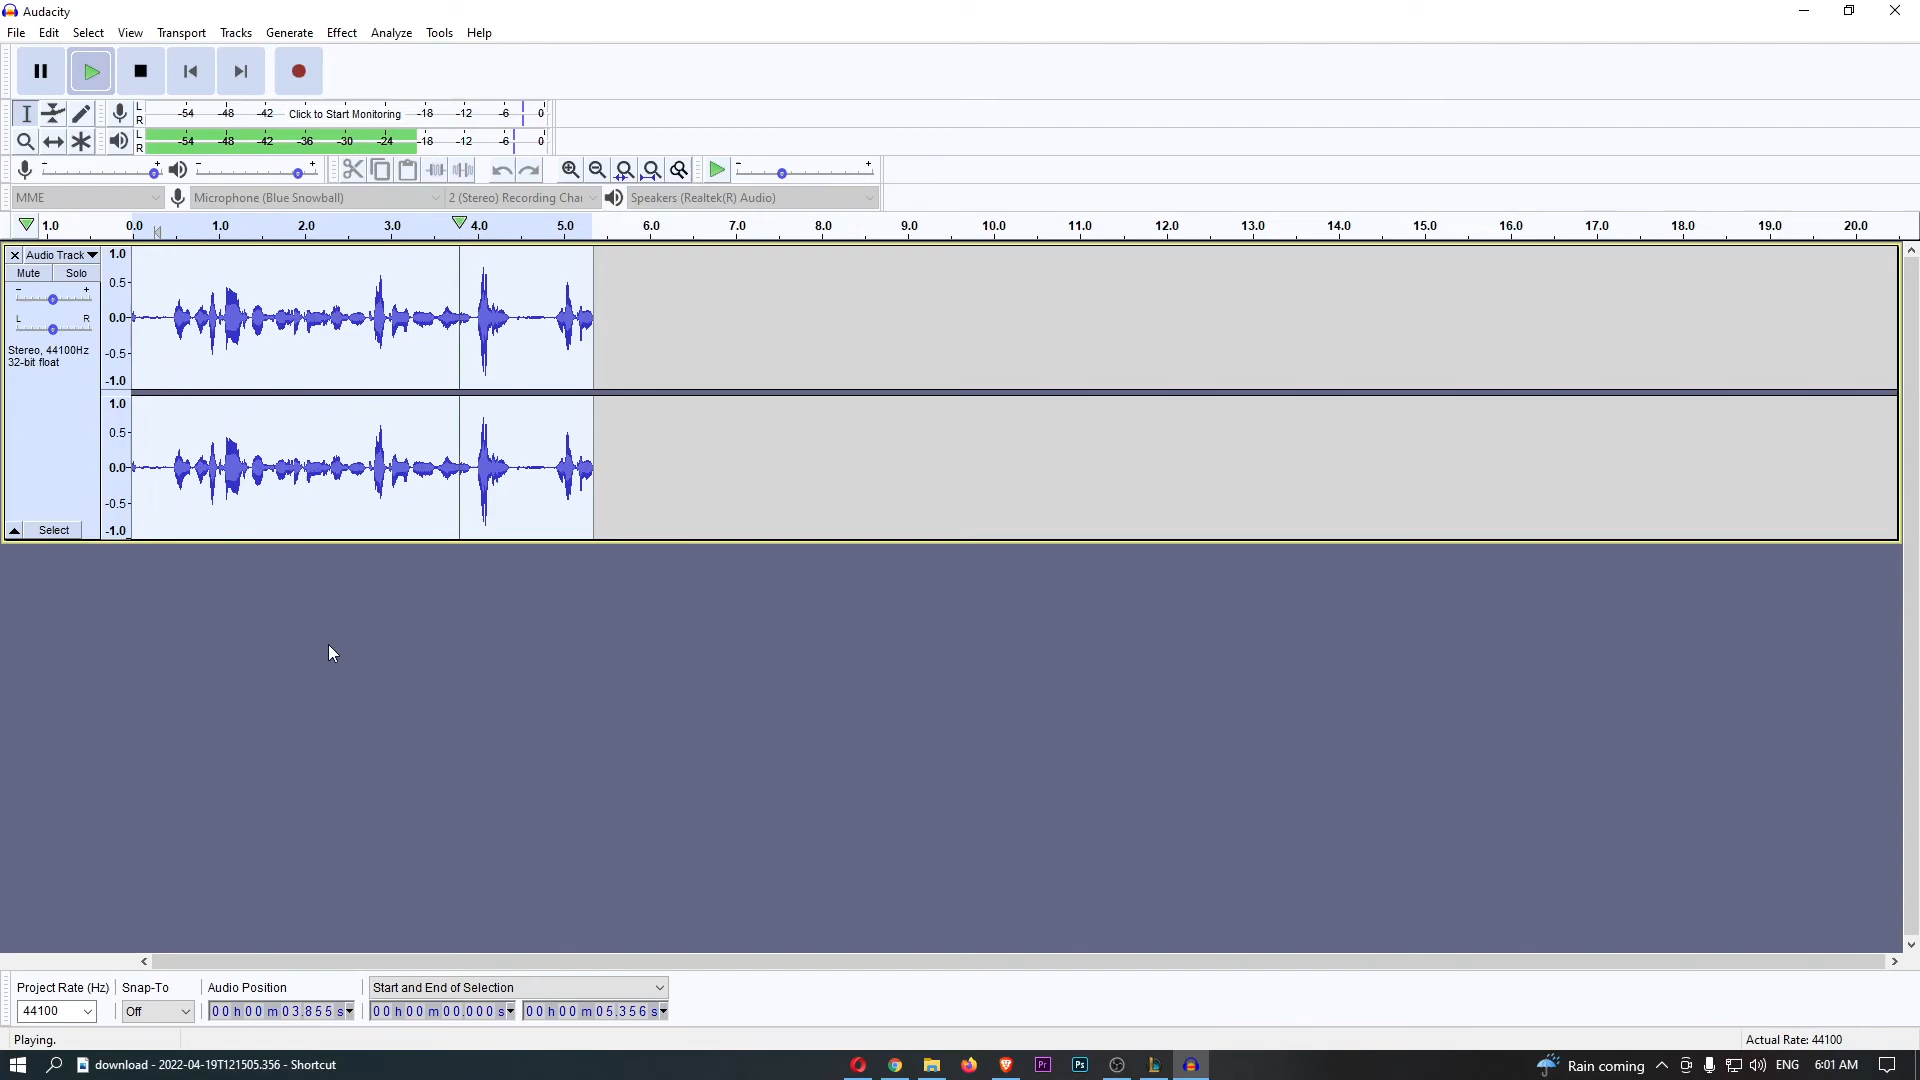 Audacity
File Edit Select View Transport Tracks Generate Effect Analyze Tools Help
L R -54 -48 -42 Click to Start Monitoring -18 -12 -6 0
L R -54 -48 -42 -36 -30 -24 -18 -12 -6 0
- + - + - +
MME Microphone (Blue Snowball) 2 (Stereo) Recording Char Speakers (Realtek(R) Audio)
1.0 0.0 1.0 2.0 3.0 4.0 5.0 6.0 7.0 8.0 9.0 10.0 11.0 12.0 13.0 14.0 15.0 16.0 17.0 18.0 19.0 20.0
Audio Track
Mute Solo
- +
L R
Stereo, 44100Hz
32-bit float
Select
1.0
0.5
0.0
-0.5
-1.0
1.0
0.5
0.0
-0.5
-1.0
Project Rate (Hz) Snap-To Audio Position Start and End of Selection
44100 Off 00 h 00 m 03.855 s 00 h 00 m 00.000 s 00 h 00 m 05.356 s
Playing. Actual Rate: 44100
download - 2022-04-19T121505.356 - Shortcut Pr Ps Rain coming ENG 6:01 AM